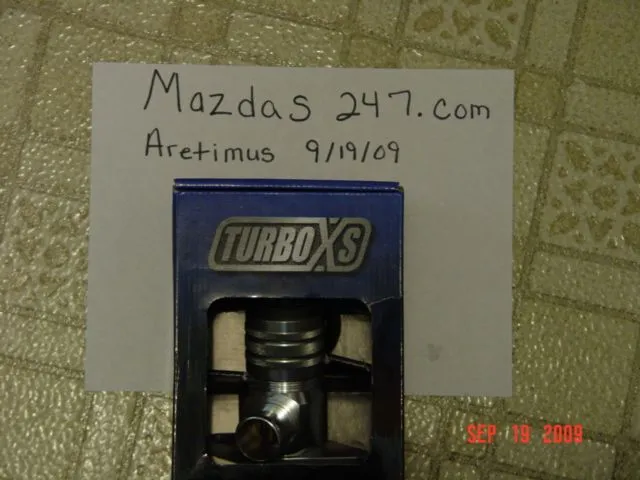 Mazdas 247.com
Aretimus 9/19/09
TURBOXS
SEP 19 2009